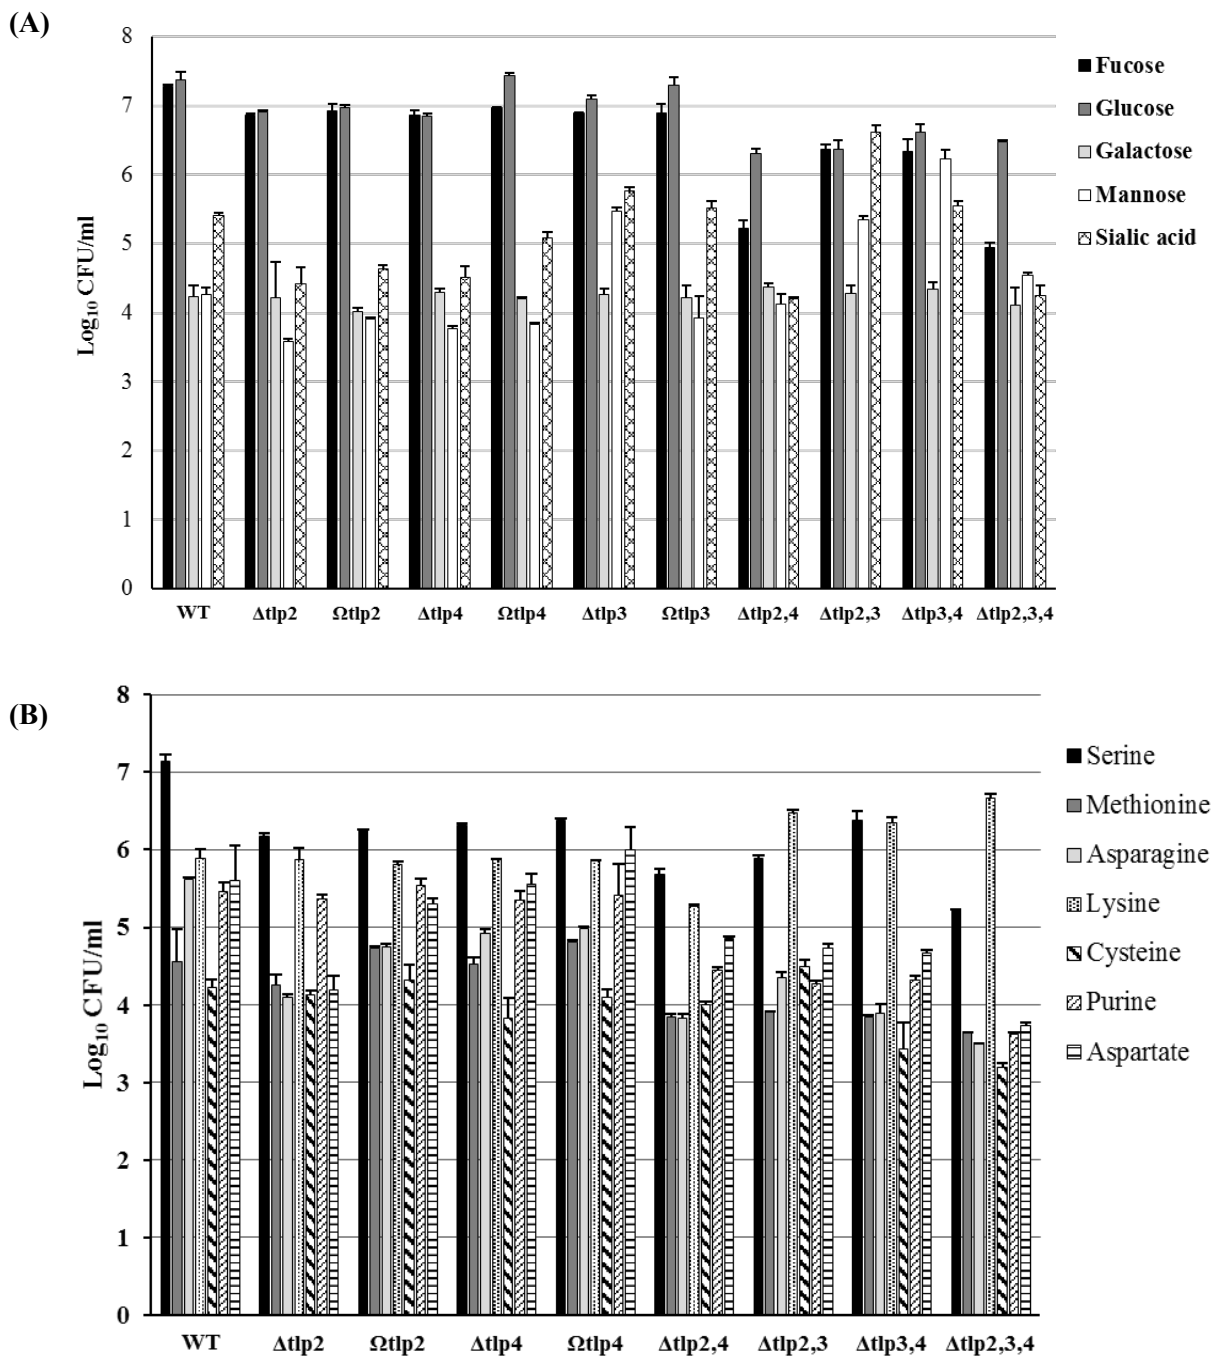 (A)
8
7
6
5
4
3
2
1
0
Log10 CFU/ml
WT Δtlp2 Ωtlp2 Δtlp4 Ωtlp4 Δtlp3 Ωtlp3 Δtlp2,4 Δtlp2,3 Δtlp3,4 Δtlp2,3,4
Fucose
Glucose
Galactose
Mannose
Sialic acid
(B)
8
7
6
5
4
3
2
1
0
Log10 CFU/ml
WT Δtlp2 Ωtlp2 Δtlp4 Ωtlp4 Δtlp2,4 Δtlp2,3 Δtlp3,4 Δtlp2,3,4
Serine
Methionine
Asparagine
Lysine
Cysteine
Purine
Aspartate